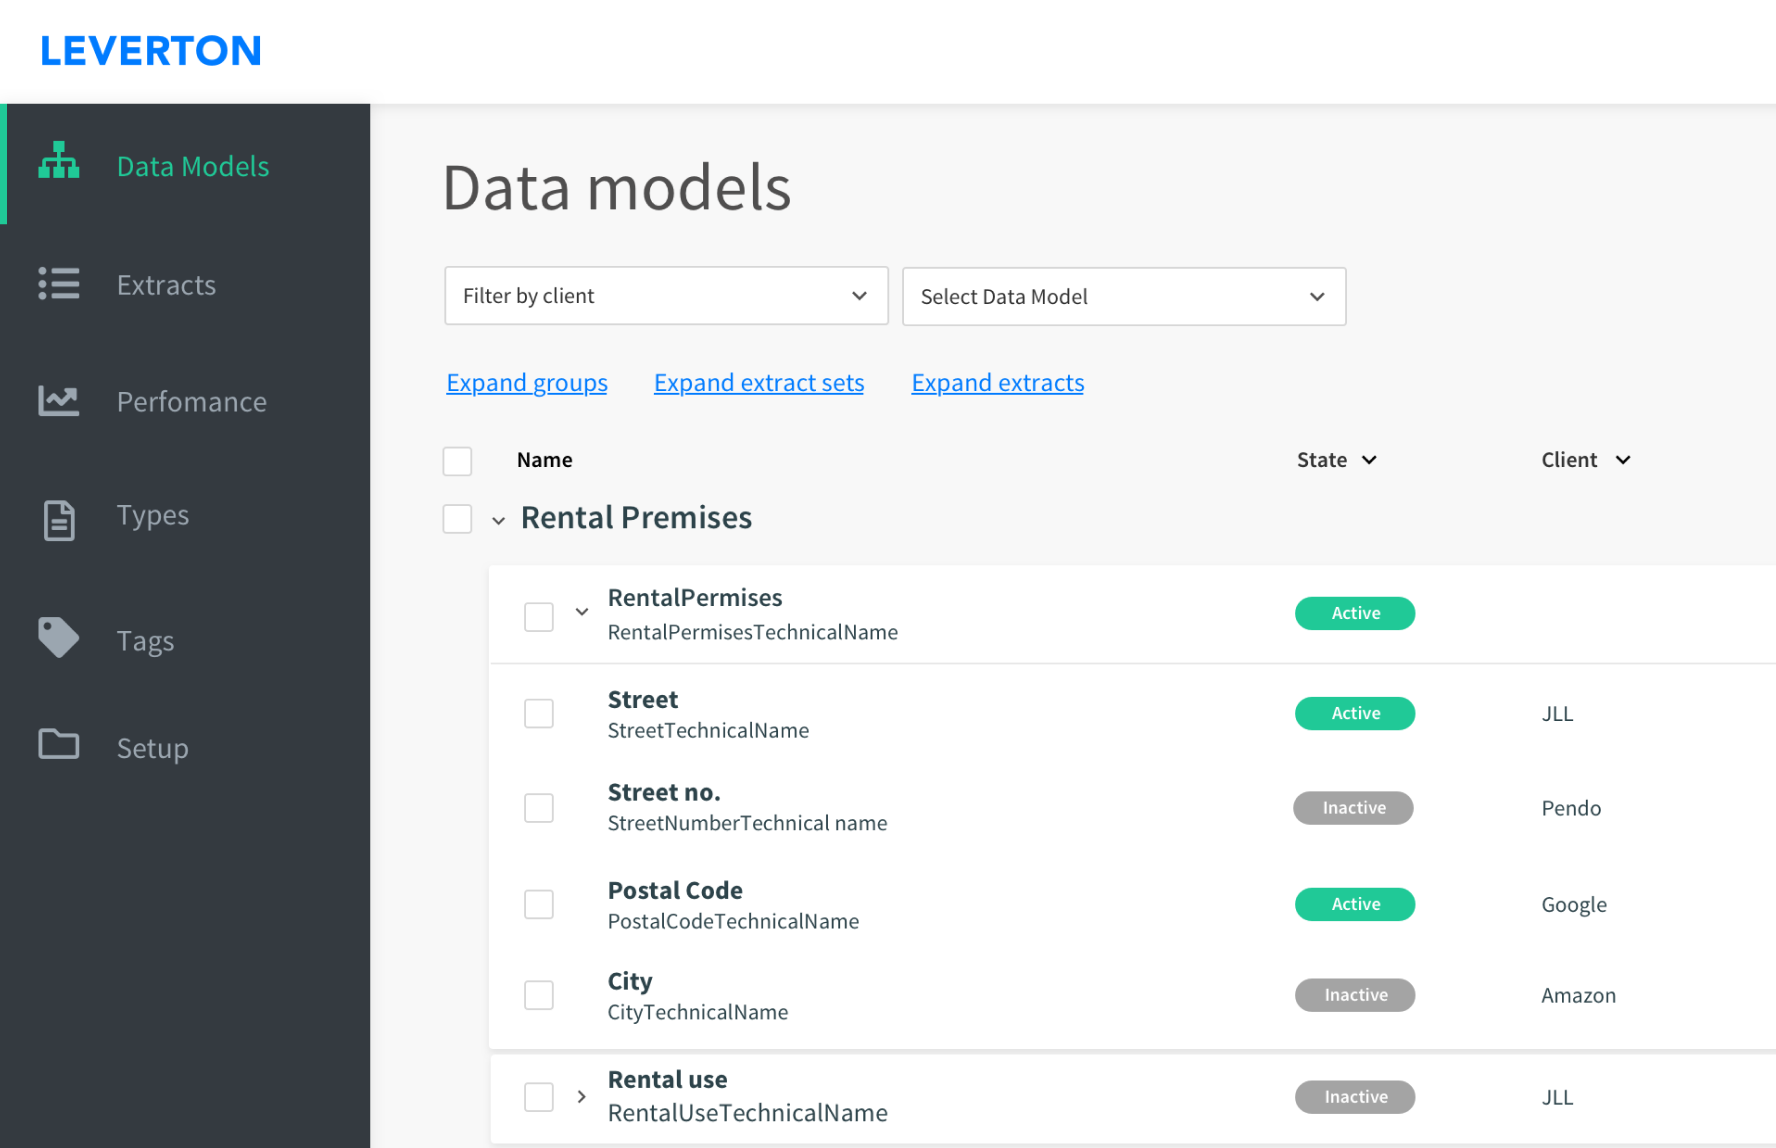 LEVERTON
Data Models
Extracts
Perfomance
Types
Tags
Setup
Data models
Filter by client
Select Data Model
Expand groups
Expand extract sets
Expand extracts
Name State Client
Rental Premises
RentalPermises
RentalPermisesTechnicalName
Active
Street
StreetTechnicalName
Active
JLL
Street no.
StreetNumberTechnical name
Inactive
Pendo
Postal Code
PostalCodeTechnicalName
Active
Google
City
CityTechnicalName
Inactive
Amazon
Rental use
RentalUseTechnicalName
Inactive
JLL